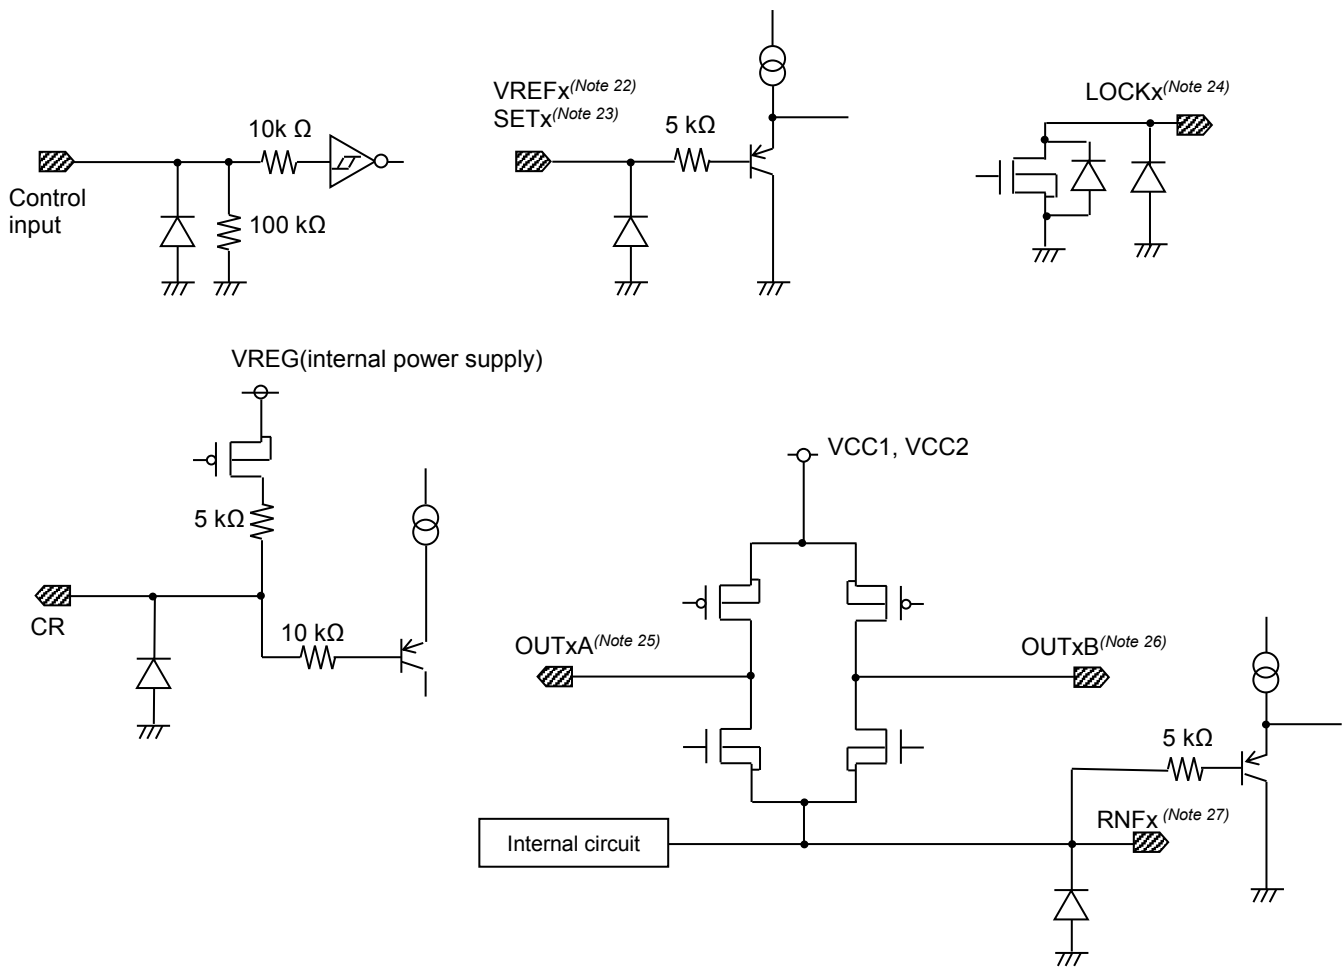 VREFx(Note 22)
SETx(Note 23)
LOCKx(Note 24)
10k Ω
5 kΩ
Control
input
100 kΩ
VREG(internal power supply)
VCC1, VCC2
5 kΩ
CR
10 kΩ
OUTxA(Note 25)
OUTxB(Note 26)
5 kΩ
RNFx (Note 27)
Internal circuit